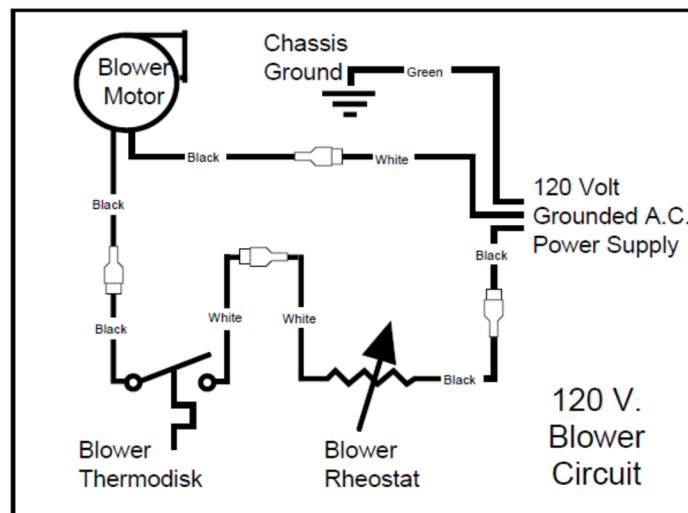 Blower
Motor
Chassis
Ground
Green
Black
White
Black
120 Volt
Grounded A.C.
Power Supply
Black
Black
White
White
Black
Blower
Thermodisk
Blower
Rheostat
120 V.
Blower
Circuit